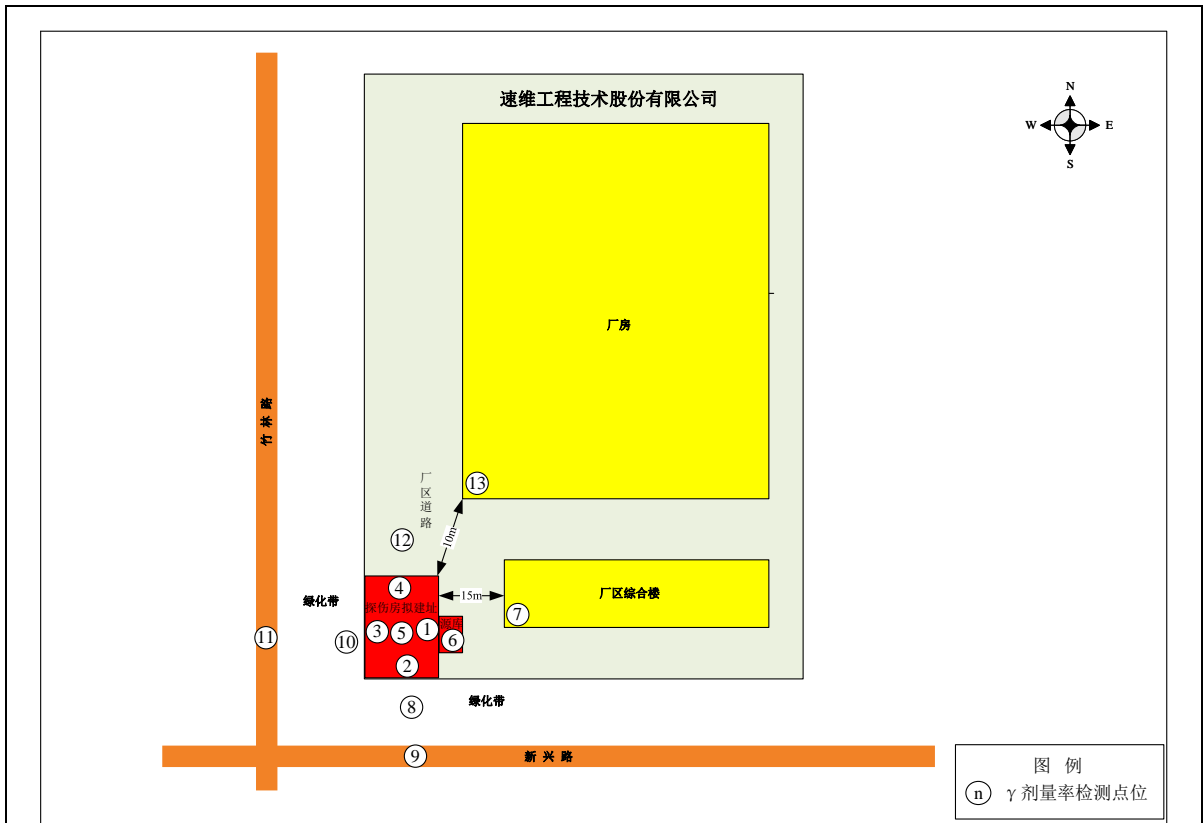 速维工程技术股份有限公司
N
W
E
S
厂房
竹林路
厂区道路
13
12
10m
4
15m
厂区综合楼
7
绿化带
探伤房拟建址
源库
3
5
1
6
11
10
2
8
绿化带
9
新兴路
图 例
n γ 剂量率检测点位